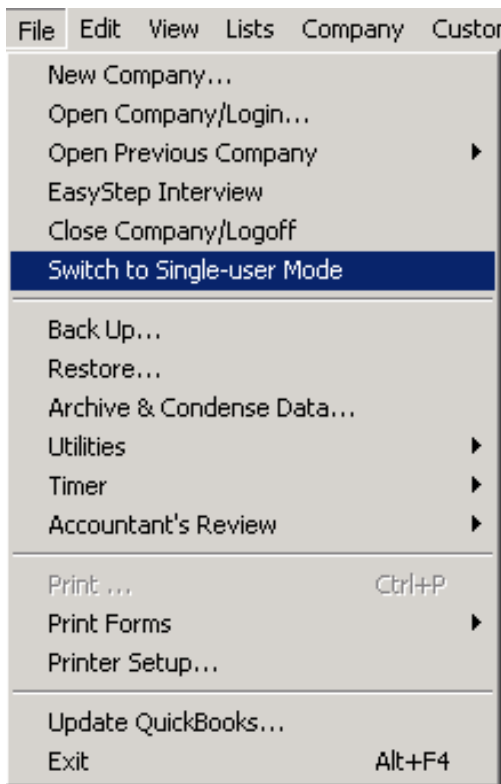 File Edit View Lists Company
New Company...
Open Company/Login...
Open Previous Company
EasyStep Interview
Close Company/Logoff
Switch to Single-user Mode
Back Up...
Restore...
Archive & Condense Data...
Utilities
Timer
Accountant's Review
Print ... Ctrl+P
Print Forms
Printer Setup...
Update QuickBooks...
Exit Alt+F4